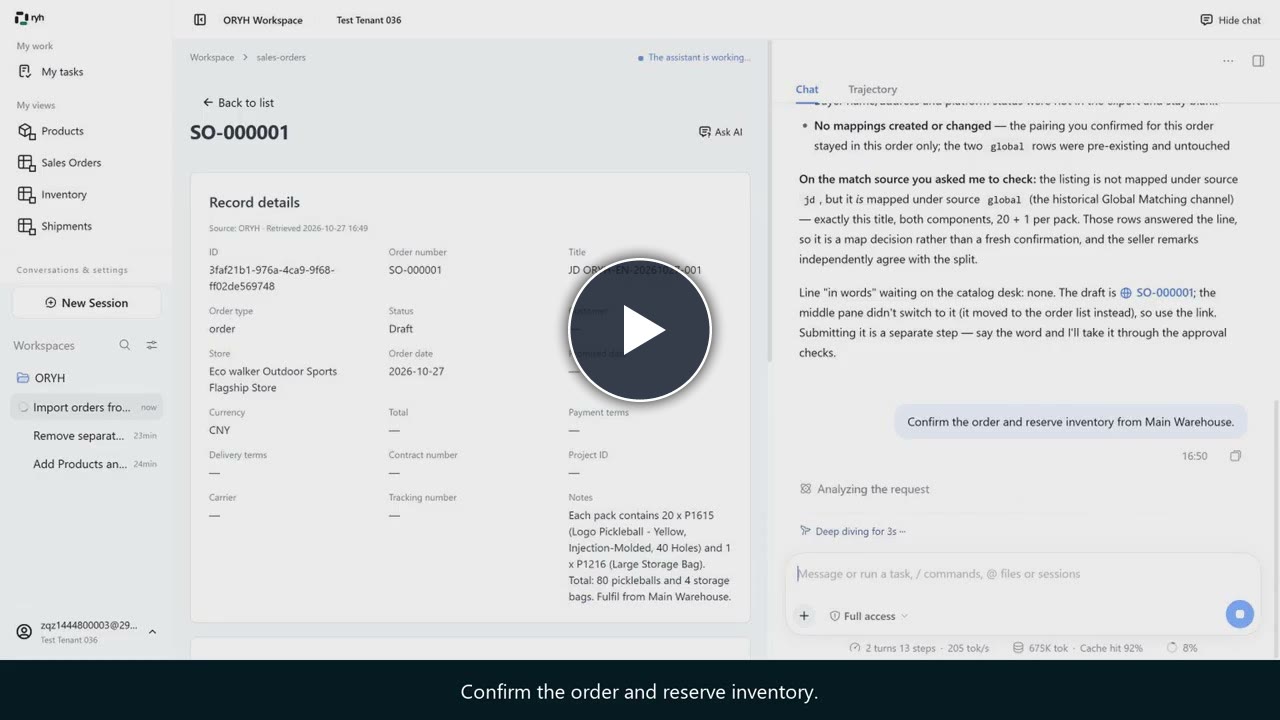 ryh
ORYH Workspace
Test Tenant 036
Hide chat
My work
My tasks
My views
Products
Sales Orders
Inventory
Shipments
Conversations & settings
New Session
Workspaces
ORYH
Import orders fro... now
Remove separat... 23min
Add Products an... 24min
zqz1444800003@29...
Test Tenant 036
Workspace > sales-orders
The assistant is working...
← Back to list
SO-000001
Ask AI
Record details
Source: ORYH · Retrieved 2026-10-27 16:49
ID
3faf21b1-976a-4ca9-9f68-
ff02de569748
Order number
SO-000001
Title
JD ORYH-EN-20261027-001
Order type
order
Status
Draft
—
Store
Eco walker Outdoor Sports
Flagship Store
Order date
2026-10-27
—
Currency
CNY
Total
—
Payment terms
—
Delivery terms
—
Contract number
—
Project ID
—
Carrier
—
Tracking number
—
Notes
Each pack contains 20 x P1615
(Logo Pickleball - Yellow,
Injection-Molded, 40 Holes) and 1
x P1216 (Large Storage Bag).
Total: 80 pickleballs and 4 storage
bags. Fulfil from Main Warehouse.
Chat
Trajectory
• No mappings created or changed — the pairing you confirmed for this order
stayed in this order only; the two global rows were pre-existing and untouched
On the match source you asked me to check: the listing is not mapped under source
jd , but it is mapped under source global (the historical Global Matching channel)
— exactly this title, both components, 20 + 1 per pack. Those rows answered the line,
so it is a map decision rather than a fresh confirmation, and the seller remarks
independently agree with the split.
Line "in words" waiting on the catalog desk: none. The draft is SO-000001; the
middle pane didn't switch to it (it moved to the order list instead), so use the link.
Submitting it is a separate step — say the word and I'll take it through the approval
checks.
Confirm the order and reserve inventory from Main Warehouse.
16:50
Analyzing the request
Deep diving for 3s ···
Message or run a task, / commands, @ files or sessions
+
Full access
2 turns 13 steps · 205 tok/s
675K tok · Cache hit 92%
8%
Confirm the order and reserve inventory.